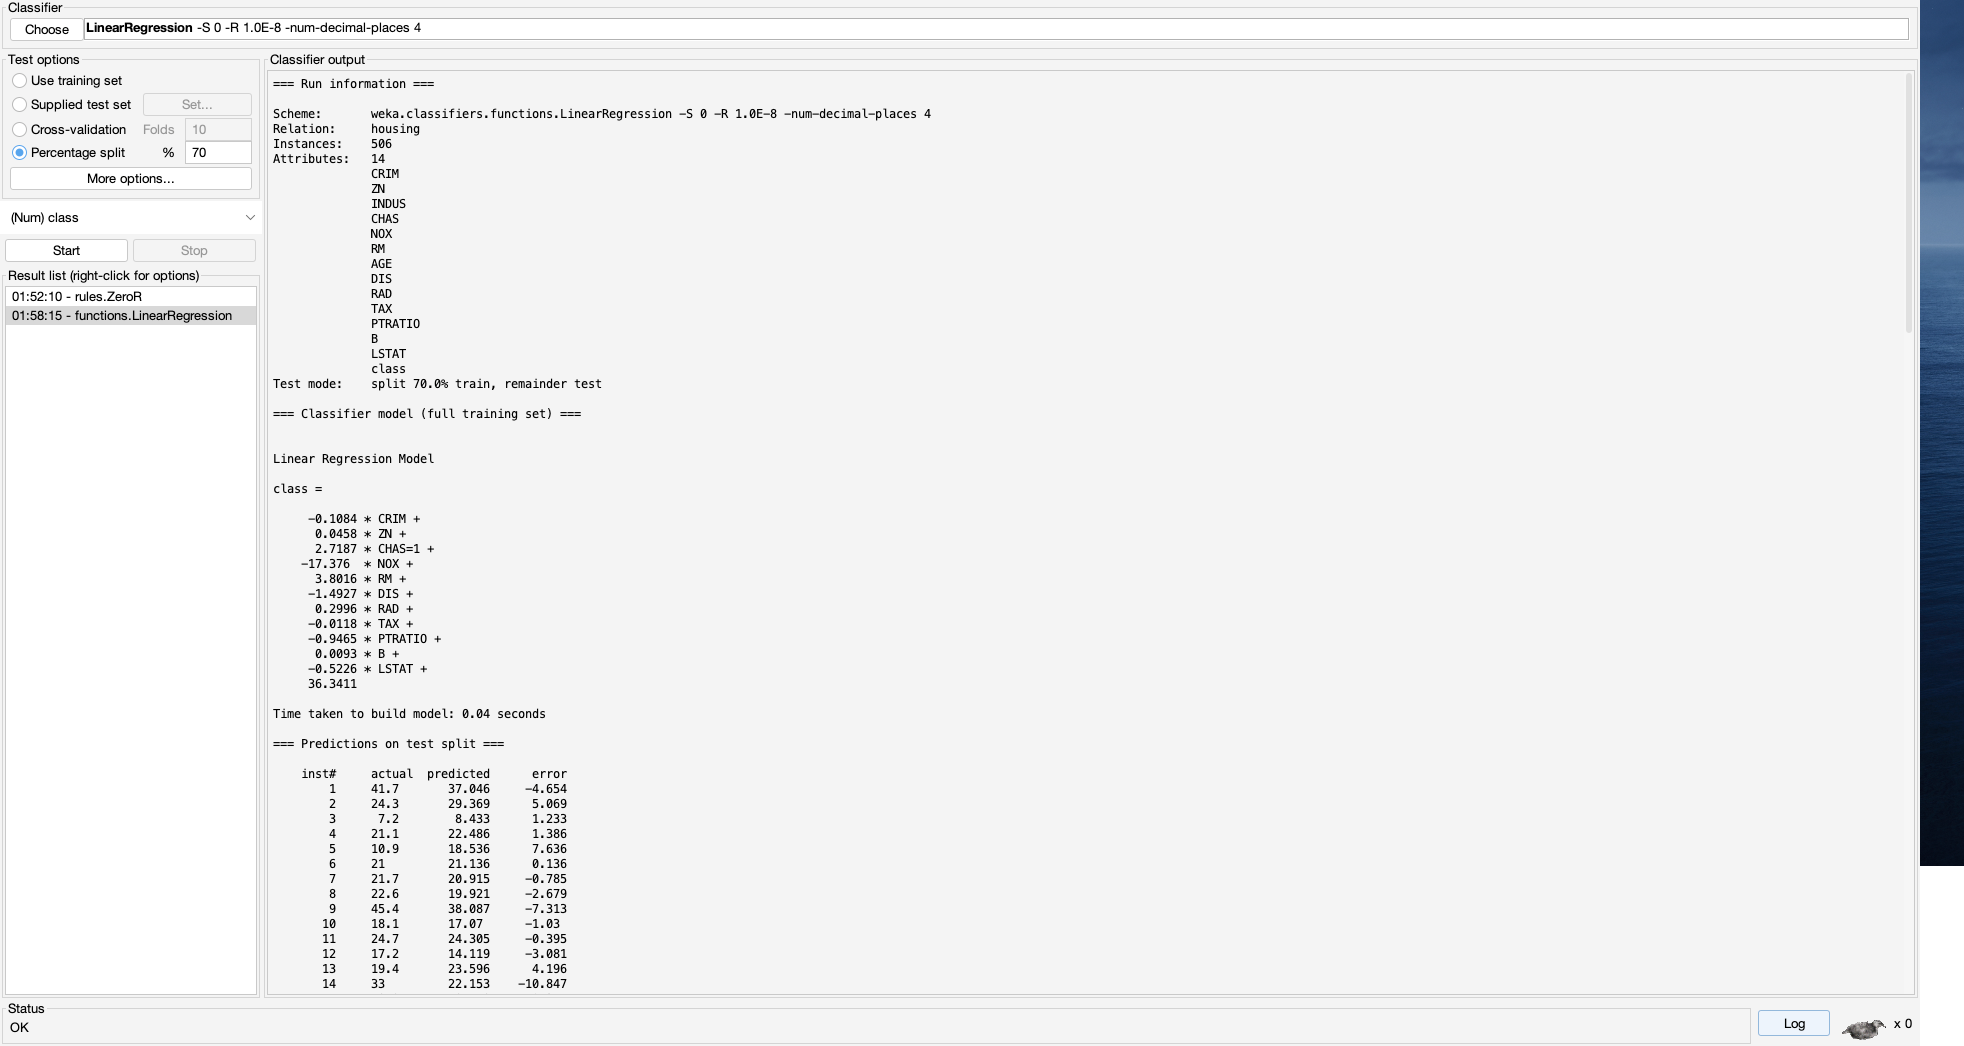 Classifier
Choose LinearRegression -S 0 -R 1.0E-8 -num-decimal-places 4
Test options
Use training set
Supplied test set Set...
Cross-validation Folds 10
Percentage split % 70
More options...
(Num) class
Start Stop
Result list (right-click for options)
01:52:10 - rules.ZeroR
01:58:15 - functions.LinearRegression
Classifier output
=== Run information ===
Scheme: weka.classifiers.functions.LinearRegression -S 0 -R 1.0E-8 -num-decimal-places 4
Relation: housing
Instances: 506
Attributes: 14
CRIM
ZN
INDUS
CHAS
NOX
RM
AGE
DIS
RAD
TAX
PTRATIO
B
LSTAT
class
Test mode: split 70.0% train, remainder test
=== Classifier model (full training set) ===
Linear Regression Model
class =
-0.1084 * CRIM +
0.0458 * ZN +
2.7187 * CHAS=1 +
-17.376 * NOX +
3.8016 * RM +
-1.4927 * DIS +
0.2996 * RAD +
-0.0118 * TAX +
-0.9465 * PTRATIO +
0.0093 * B +
-0.5226 * LSTAT +
36.3411
Time taken to build model: 0.04 seconds
=== Predictions on test split ===
inst# actual predicted error
1 41.7 37.046 -4.654
2 24.3 29.369 5.069
3 7.2 8.433 1.233
4 21.1 22.486 1.386
5 10.9 18.536 7.636
6 21 21.136 0.136
7 21.7 20.915 -0.785
8 22.6 19.921 -2.679
9 45.4 38.087 -7.313
10 18.1 17.07 -1.03
11 24.7 24.305 -0.395
12 17.2 14.119 -3.081
13 19.4 23.596 4.196
14 33 22.153 -10.847
Status
OK
Log x 0